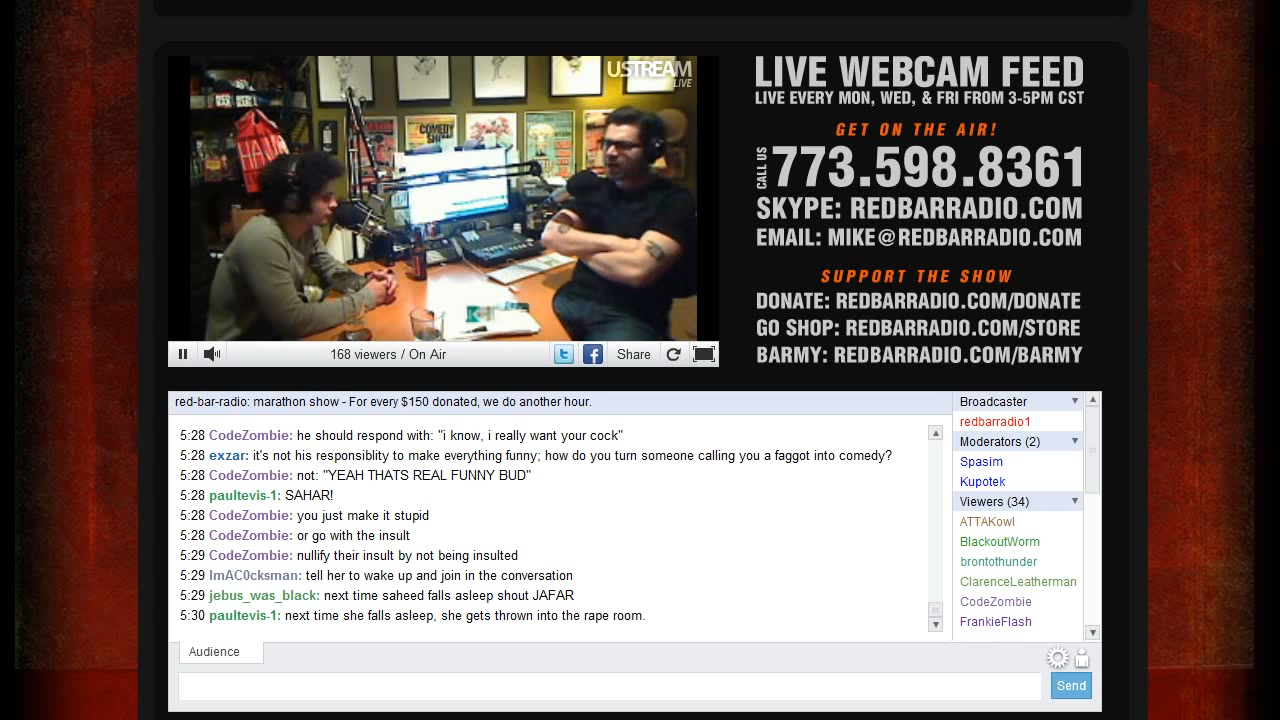 USTREAM
LIVE
COMEDY
LIVE WEBCAM FEED
LIVE EVERY MON, WED, & FRI FROM 3-5PM CST
GET ON THE AIR!
CALL US 773.598.8361
SKYPE: REDBARRADIO.COM
EMAIL: MIKE@REDBARRADIO.COM
SUPPORT THE SHOW
DONATE: REDBARRADIO.COM/DONATE
GO SHOP: REDBARRADIO.COM/STORE
BARMY: REDBARRADIO.COM/BARMY
168 viewers / On Air
Share
red-bar-radio: marathon show - For every $150 donated, we do another hour.
5:28 CodeZombie: he should respond with: "i know, i really want your cock"
5:28 exzar: it's not his responsiblity to make everything funny; how do you turn someone calling you a faggot into comedy?
5:28 CodeZombie: not: "YEAH THATS REAL FUNNY BUD"
5:28 paultevis-1: SAHAR!
5:28 CodeZombie: you just make it stupid
5:28 CodeZombie: or go with the insult
5:29 CodeZombie: nullify their insult by not being insulted
5:29 ImAC0cksman: tell her to wake up and join in the conversation
5:29 jebus_was_black: next time saheed falls asleep shout JAFAR
5:30 paultevis-1: next time she falls asleep, she gets thrown into the rape room.
Broadcaster
redbarradio1
Moderators (2)
Spasim
Kupotek
Viewers (34)
ATTAKowl
BlackoutWorm
brontothunder
ClarenceLeatherman
CodeZombie
FrankieFlash
Audience
Send